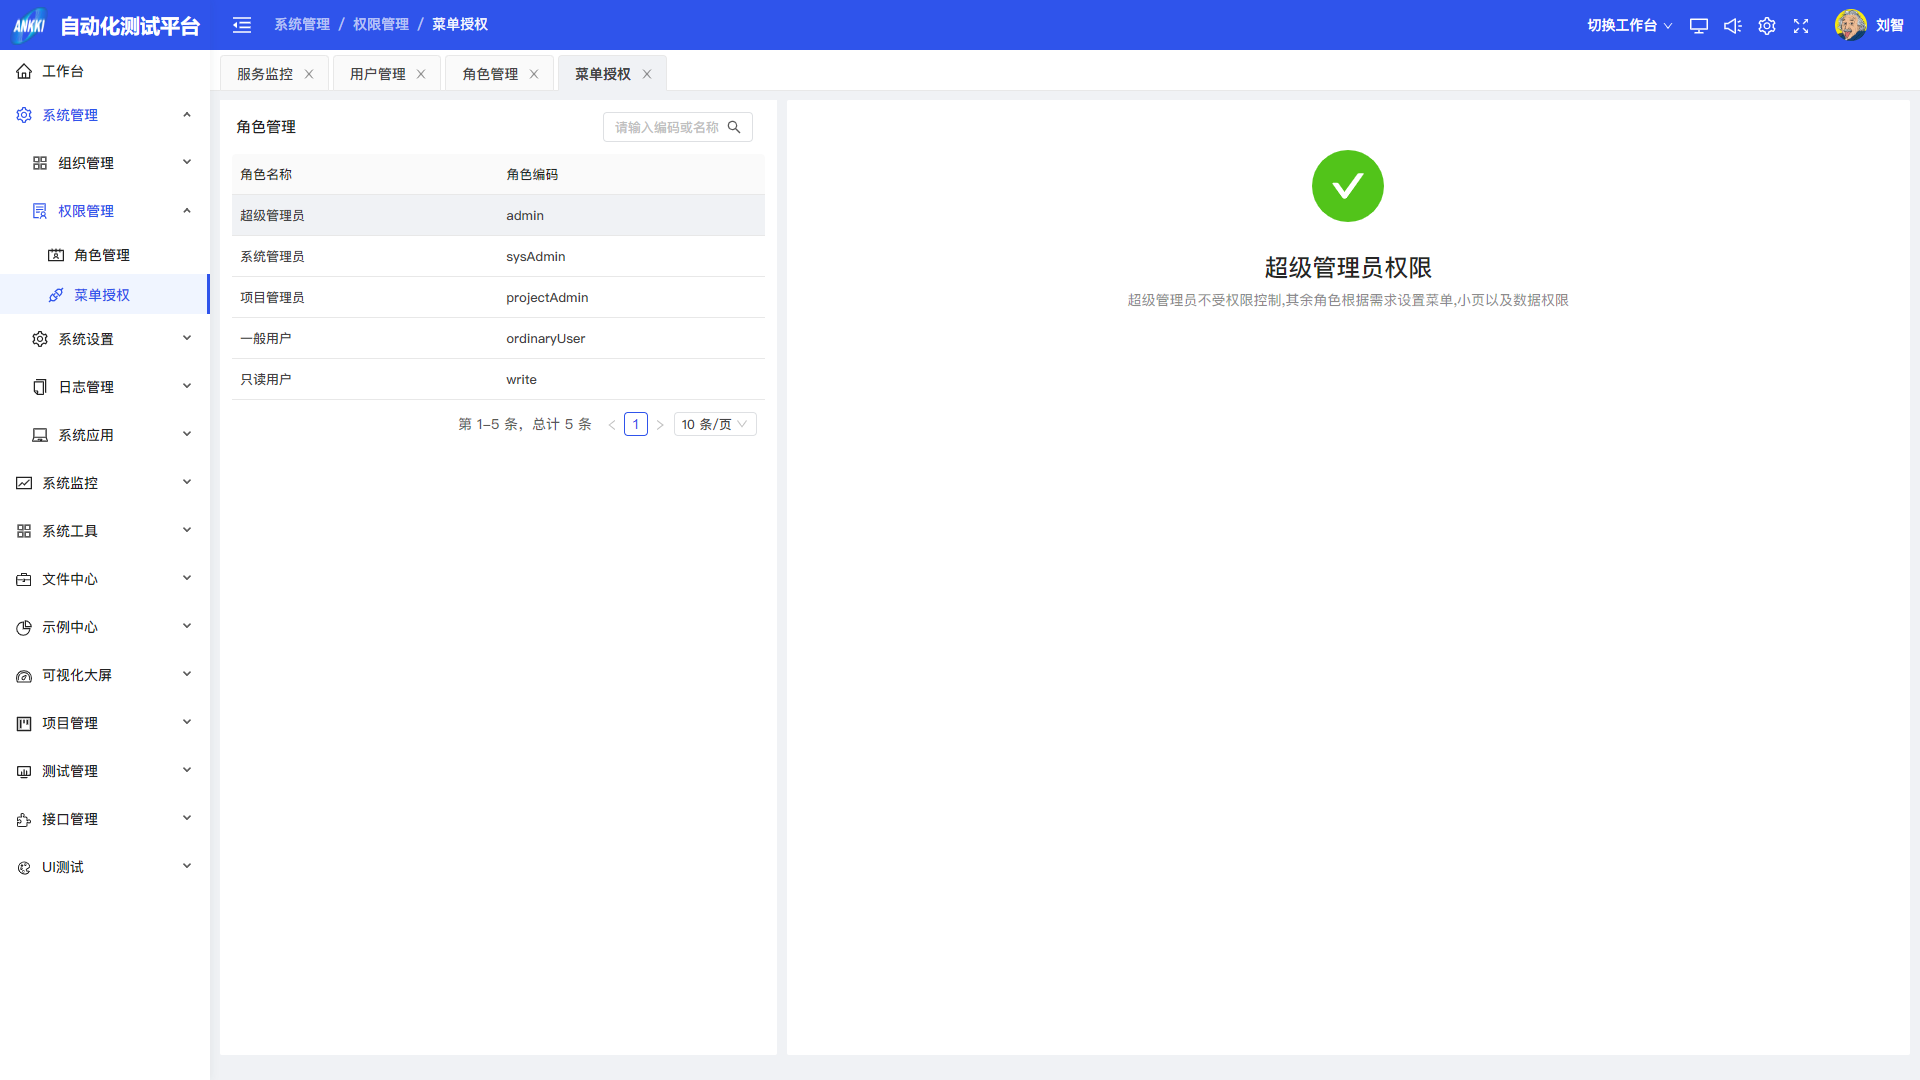 ANKKI 自动化测试平台
系统管理 / 权限管理 / 菜单授权
切换工作台
刘智
工作台
系统管理
组织管理
权限管理
角色管理
菜单授权
系统设置
日志管理
系统应用
系统监控
系统工具
文件中心
示例中心
可视化大屏
项目管理
测试管理
接口管理
UI测试
服务监控
用户管理
角色管理
菜单授权
角色管理
请输入编码或名称
角色名称 角色编码
超级管理员 admin
系统管理员 sysAdmin
项目管理员 projectAdmin
一般用户 ordinaryUser
只读用户 write
第 1-5 条，总计 5 条 < 1 > 10 条/页
超级管理员权限
超级管理员不受权限控制,其余角色根据需求设置菜单,小页以及数据权限